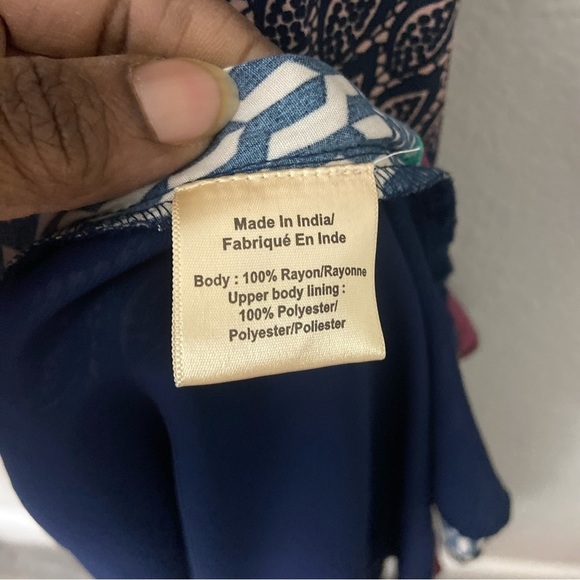 Made In India/
Fabriqué En Inde
Body : 100% Rayon/Rayonne
Upper body lining :
100% Polyester/
Polyester/Poliester